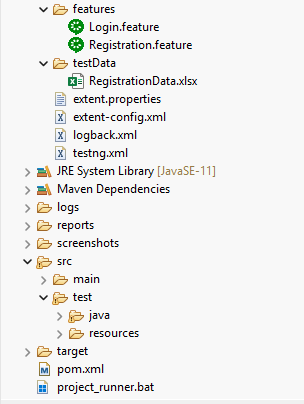 features
Login.feature
Registration.feature
testData
RegistrationData.xlsx
extent.properties
extent-config.xml
logback.xml
testng.xml
JRE System Library [JavaSE-11]
Maven Dependencies
logs
reports
screenshots
src
main
test
java
resources
target
pom.xml
project_runner.bat